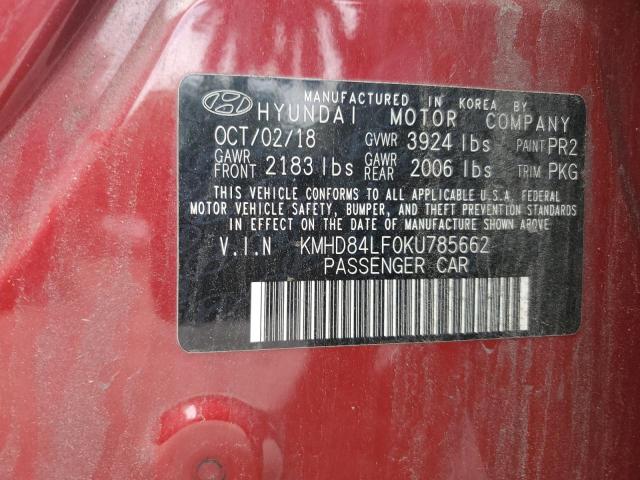 MANUFACTURED IN KOREA BY
HYUNDAI MOTOR COMPANY
OCT/02/18 GVWR 3924 lbs PAINT PR2
GAWR FRONT 2183 lbs GAWR REAR 2006 lbs TRIM PKG
THIS VEHICLE CONFORMS TO ALL APPLICABLE U.S.A. FEDERAL
MOTOR VEHICLE SAFETY, BUMPER, AND THEFT PREVENTION STANDARDS
IN EFFECT ON THE DATE OF MANUFACTURE SHOWN ABOVE.
V.I.N KMHD84LF0KU785662
PASSENGER CAR